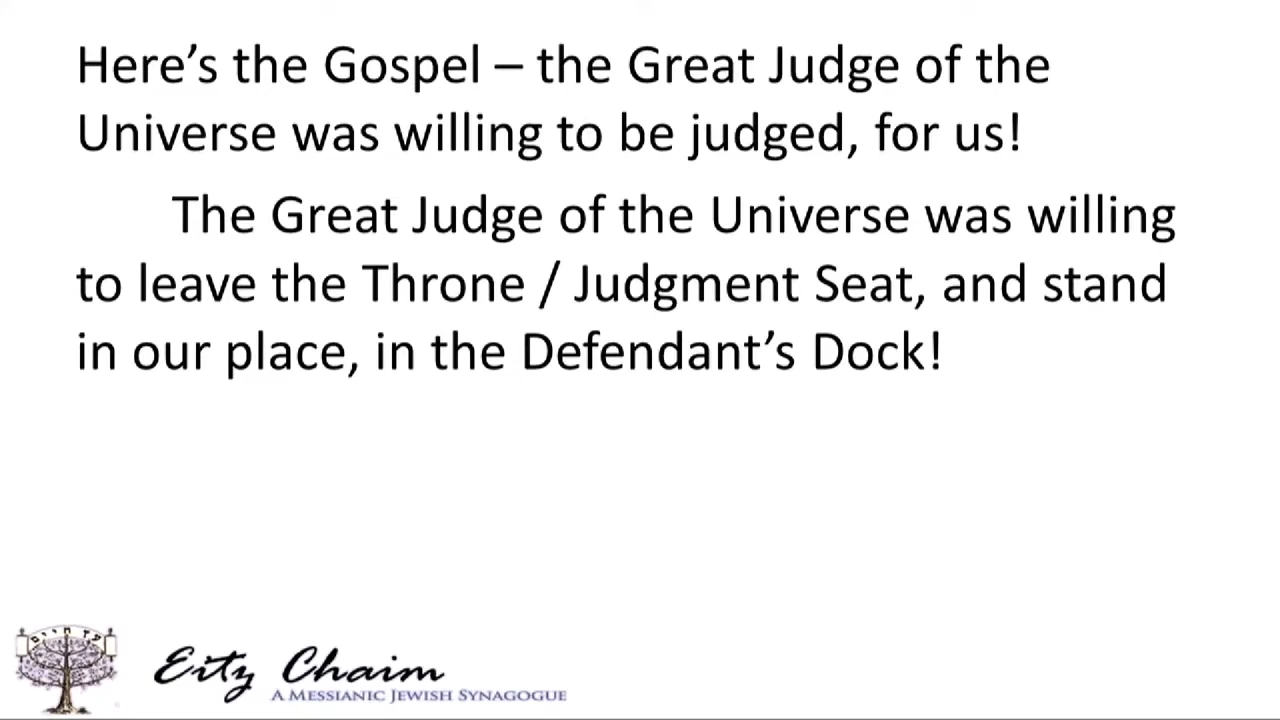 Here’s the Gospel – the Great Judge of the
Universe was willing to be judged, for us!
The Great Judge of the Universe was willing
to leave the Throne / Judgment Seat, and stand
in our place, in the Defendant’s Dock!
עץ חיים
Eitz Chaim
A MESSIANIC JEWISH SYNAGOGUE